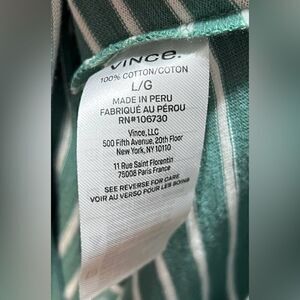 VINCE.
100% COTTON/COTON
L/G
MADE IN PERU
FABRIQUÉ AU PÉROU
RN#106730
Vince, LLC
500 Fifth Avenue, 20th Floor
New York, NY10110
11 Rue Saint Florentin
75008 Paris France
SEE REVERSE FOR CARE
VOIR AU VERSO POUR LES SOINS